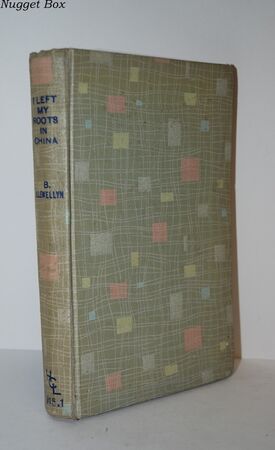 Nugget Box
I LEFT
MY
ROOTS
IN
CHINA
B.
LLEWELLYN